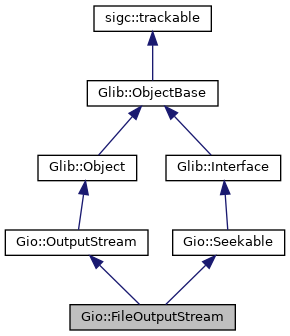 sigc::trackable
Glib::ObjectBase
Glib::Object
Glib::Interface
Gio::OutputStream
Gio::Seekable
Gio::FileOutputStream